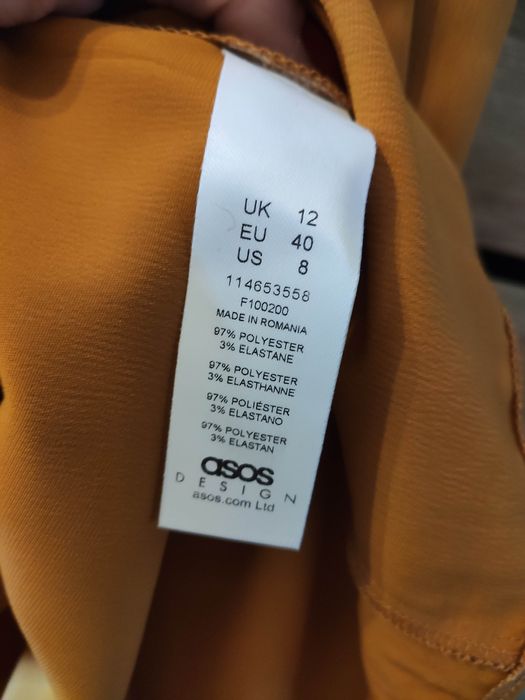 UK 12
EU 40
US 8
114653558
F100200
MADE IN ROMANIA
97% POLYESTER
3% ELASTANE
97% POLYESTER
3% ELASTHANNE
97% POLIÉSTER
3% ELASTANO
97% POLYESTER
3% ELASTAN
asos
DESIGN
asos.com Ltd